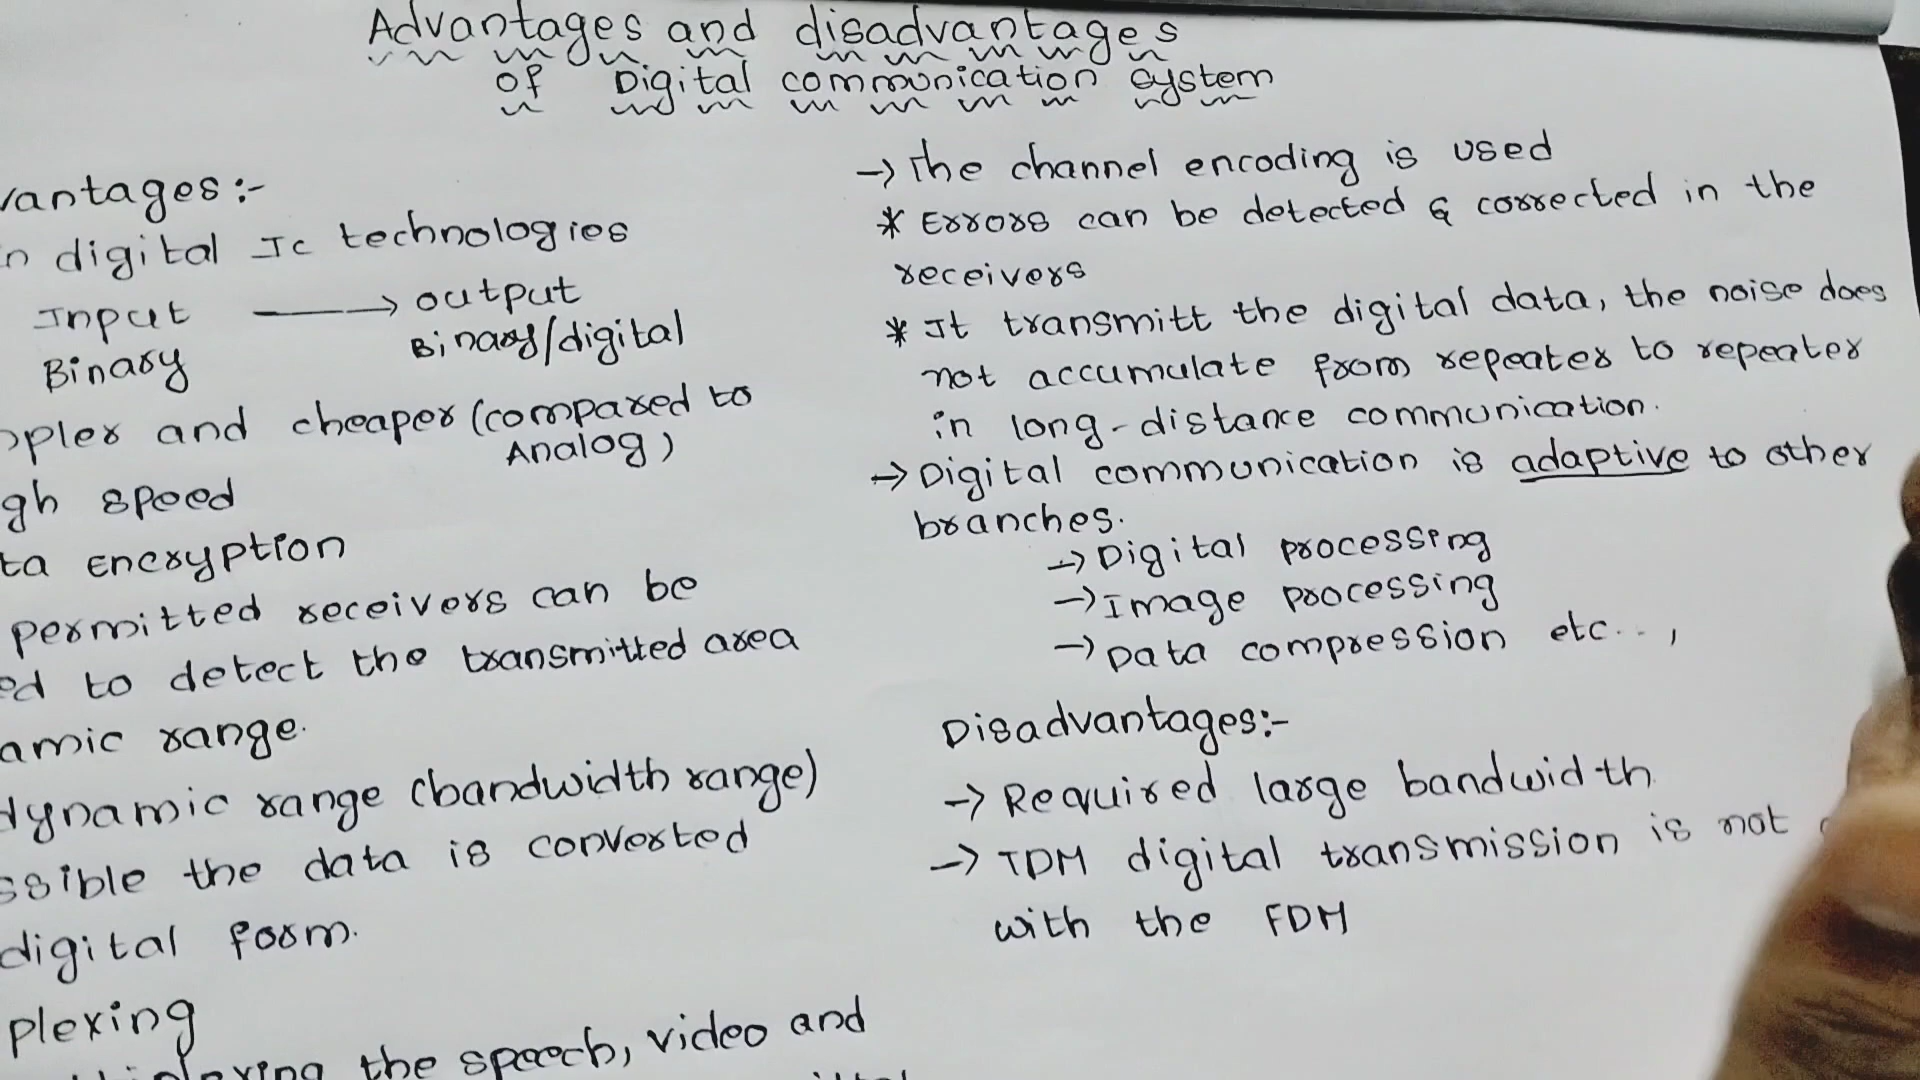 Advantages and disadvantages
of Digital communication system
vantages:-
n digital Ic technologies
Input → output
Binary Binary/digital
pler and cheaper (compared to
Analog)
gh speed
ta Encryption
permitted receivers can be
ed to detect the transmitted area
amic range.
dynamic range (bandwidth range)
ssible the data is converted
digital form.
plexing
plexing the speech, video and
→ The channel encoding is used
* Errors can be detected & corrected in the
receivers
* It transmitt the digital data, the noise does
not accumulate from repeater to repeater
in long-distance communication.
→ Digital communication is adaptive to other
branches.
→ Digital processing
→ Image processing
→ Data compression etc..,
Disadvantages:-
→ Required large bandwidth
→ TDM digital transmission is not
with the FDM